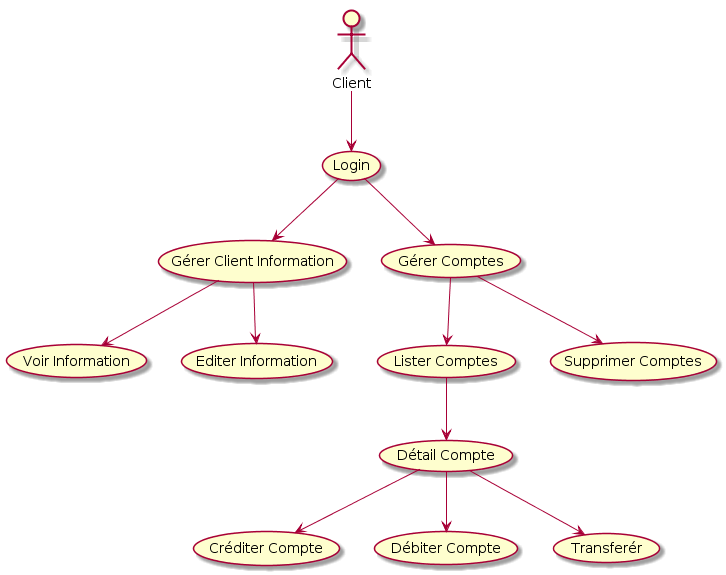 Client
Login
Gérer Client Information
Gérer Comptes
Voir Information
Editer Information
Lister Comptes
Supprimer Comptes
Détail Compte
Créditer Compte
Débiter Compte
Transferér